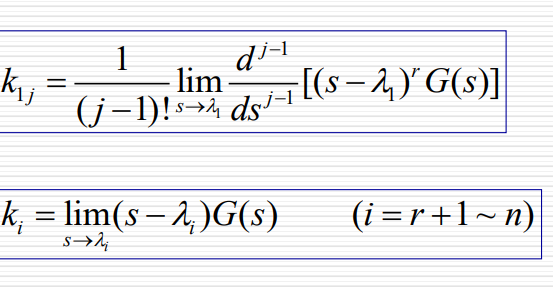 k_{1j} = \frac{1}{(j-1)!} \lim_{s \to \lambda_1} \frac{d^{j-1}}{ds^{j-1}} [(s-\lambda_1)^r G(s)]
k_i = \lim_{s \to \lambda_i} (s-\lambda_i)G(s) (i = r+1 ~ n)